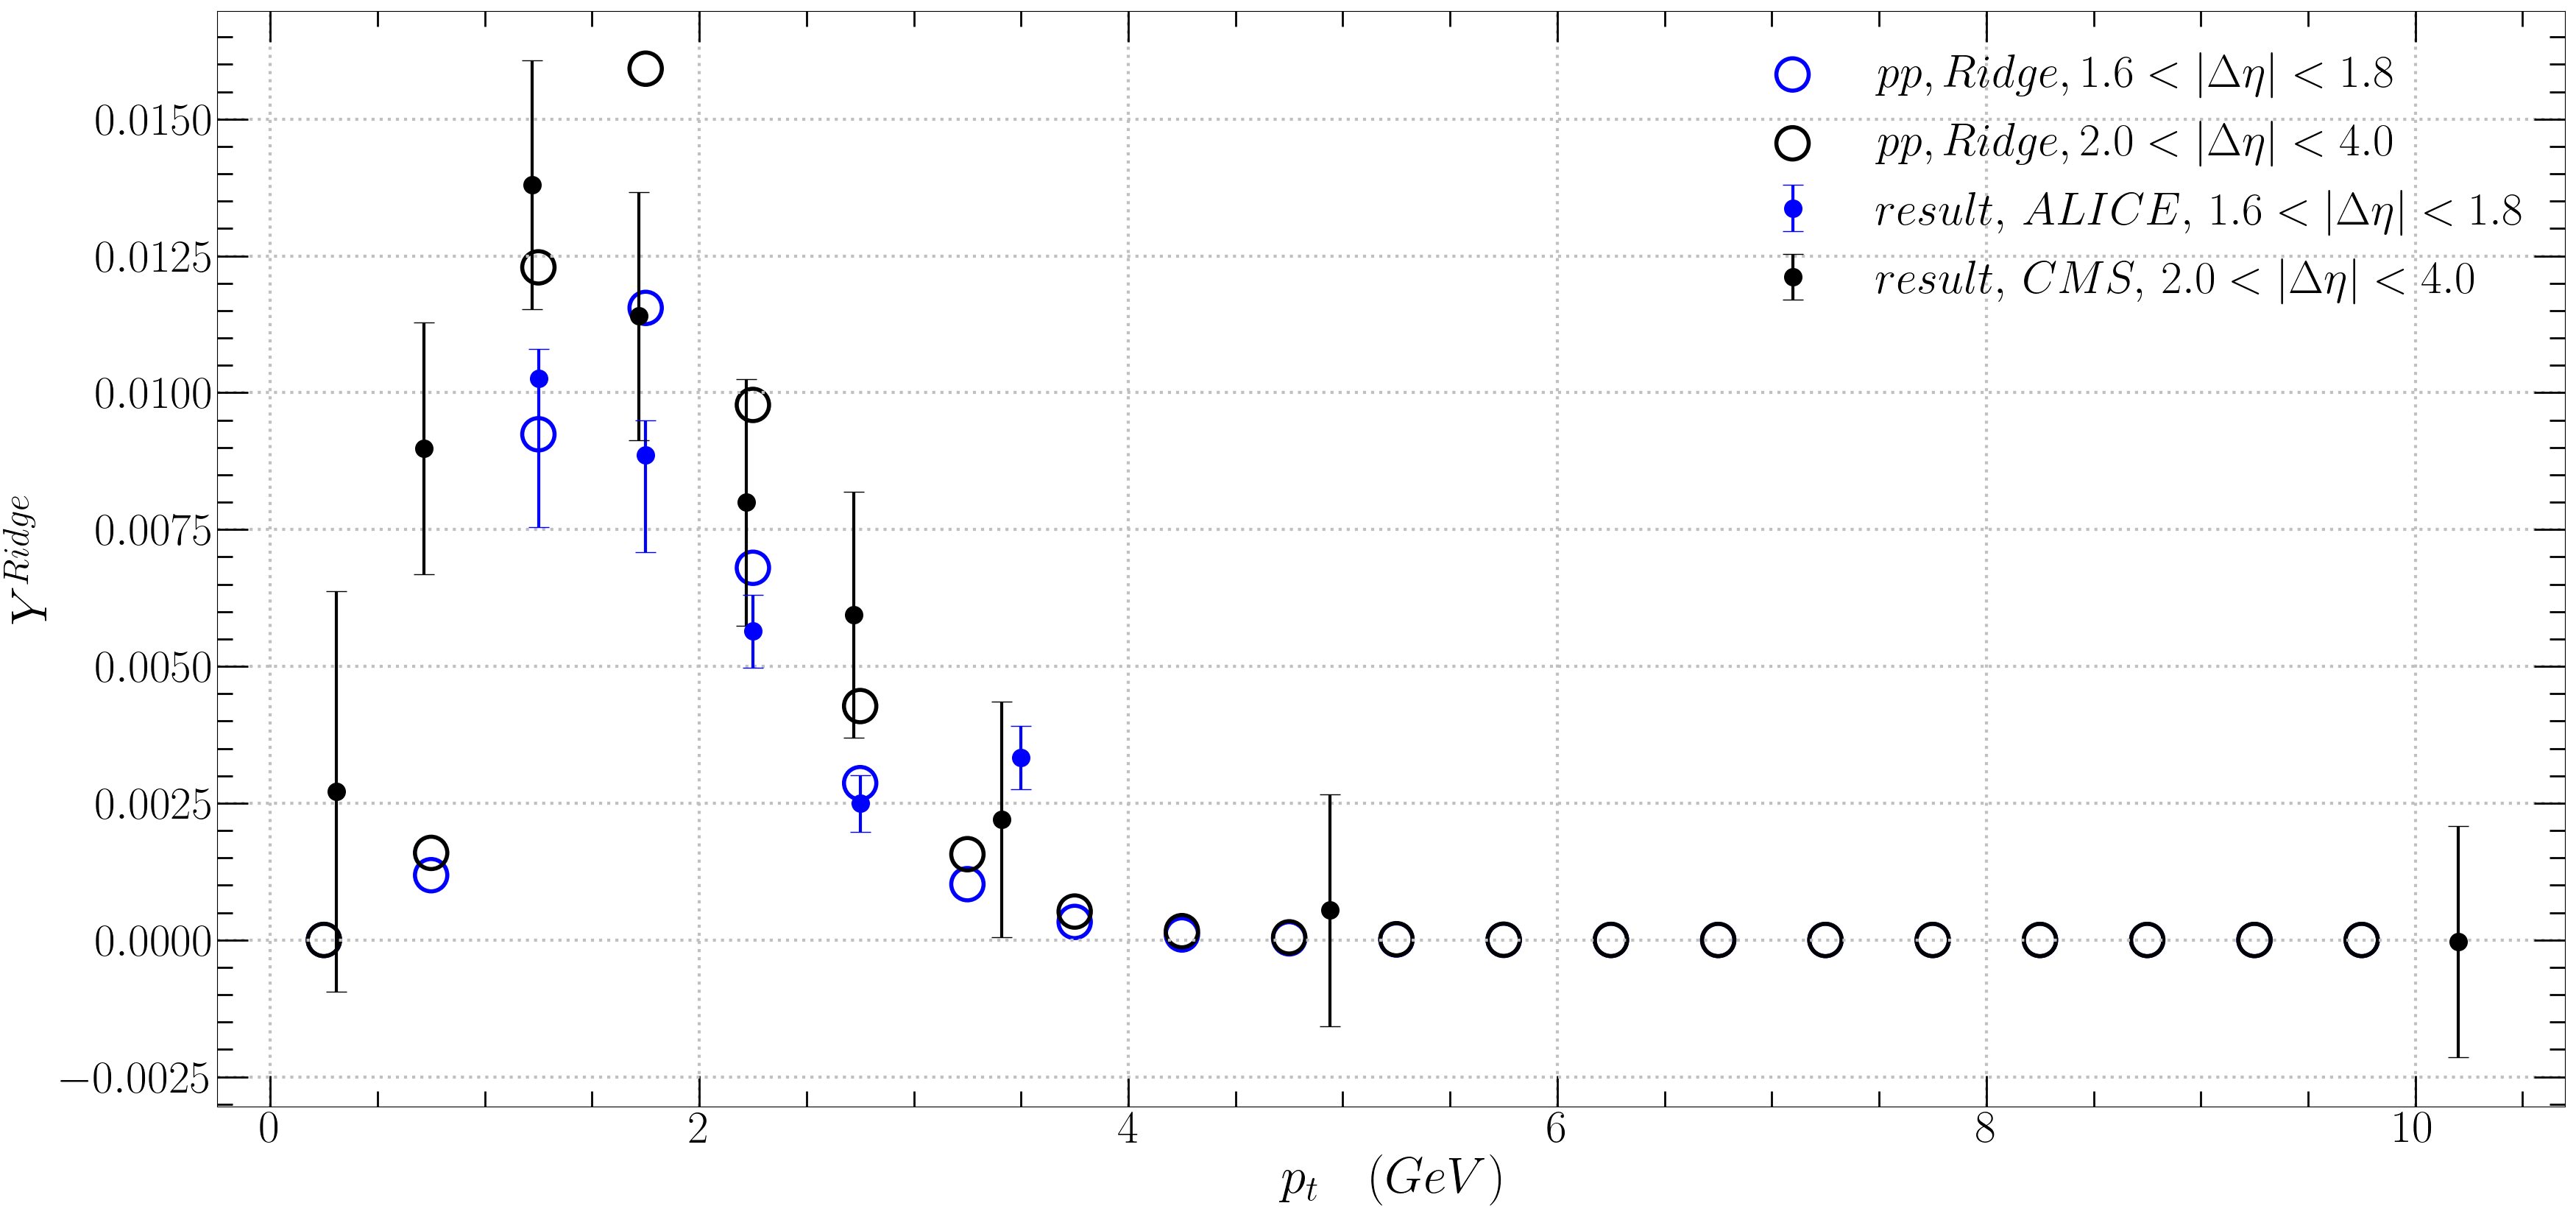 pp, Ridge, 1.6 < |Δη| < 1.8
pp, Ridge, 2.0 < |Δη| < 4.0
result, ALICE, 1.6 < |Δη| < 1.8
result, CMS, 2.0 < |Δη| < 4.0
0.0150
0.0125
0.0100
0.0075
0.0050
0.0025
0.0000
−0.0025
Y^{Ridge}
0 2 4 6 8 10
p_t (GeV)